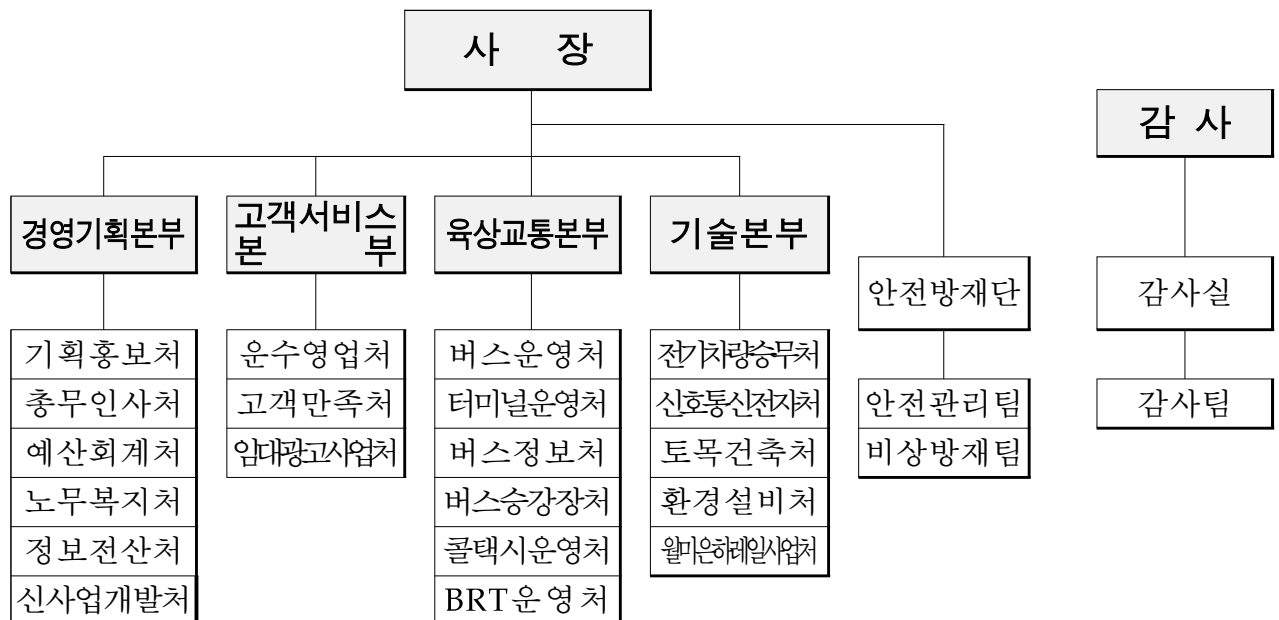 사 장
감 사
경영기획본부
고객서비스
본 부
육상교통본부
기술본부
안전방재단
감사실
기획홍보처
총무인사처
예산회계처
노무복지처
정보전산처
신사업개발처
운수영업처
고객만족처
임대광고사업처
버스운영처
터미널운영처
버스정보처
버스승강장처
콜택시운영처
BRT운영처
전기차량승무처
신호통신전자처
토목건축처
환경설비처
월미은하레일사업처
안전관리팀
비상방재팀
감사팀